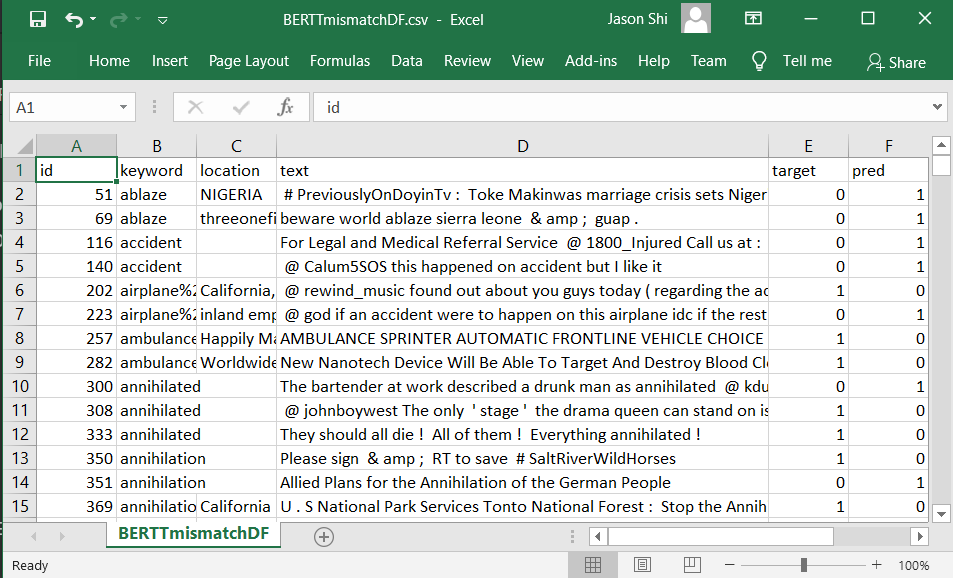 BERTTmismatchDF.csv - Excel Jason Shi
File Home Insert Page Layout Formulas Data Review View Add-ins Help Team Tell me Share
A1 fx id
A B C D E F
1 id keyword location text target pred
2 51 ablaze NIGERIA # PreviouslyOnDoyinTv : Toke Makinwas marriage crisis sets Niger 0 1
3 69 ablaze threeonefi beware world ablaze sierra leone & amp ; guap . 0 1
4 116 accident For Legal and Medical Referral Service @ 1800_Injured Call us at : 0 1
5 140 accident @ Calum5SOS this happened on accident but I like it 0 1
6 202 airplane%2 California, @ rewind_music found out about you guys today ( regarding the ac 1 0
7 223 airplane%2 inland emp @ god if an accident were to happen on this airplane idc if the rest 0 1
8 257 ambulance Happily Ma AMBULANCE SPRINTER AUTOMATIC FRONTLINE VEHICLE CHOICE 1 0
9 282 ambulance Worldwide New Nanotech Device Will Be Able To Target And Destroy Blood Cl 1 0
10 300 annihilated The bartender at work described a drunk man as annihilated @ kdu 0 1
11 308 annihilated @ johnboywest The only ' stage ' the drama queen can stand on is 1 0
12 333 annihilated They should all die ! All of them ! Everything annihilated ! 1 0
13 350 annihilation Please sign & amp ; RT to save # SaltRiverWildHorses 1 0
14 351 annihilation Allied Plans for the Annihilation of the German People 0 1
15 369 annihilatio California U . S National Park Services Tonto National Forest : Stop the Annih 1 0
BERTTmismatchDF
Ready 100%